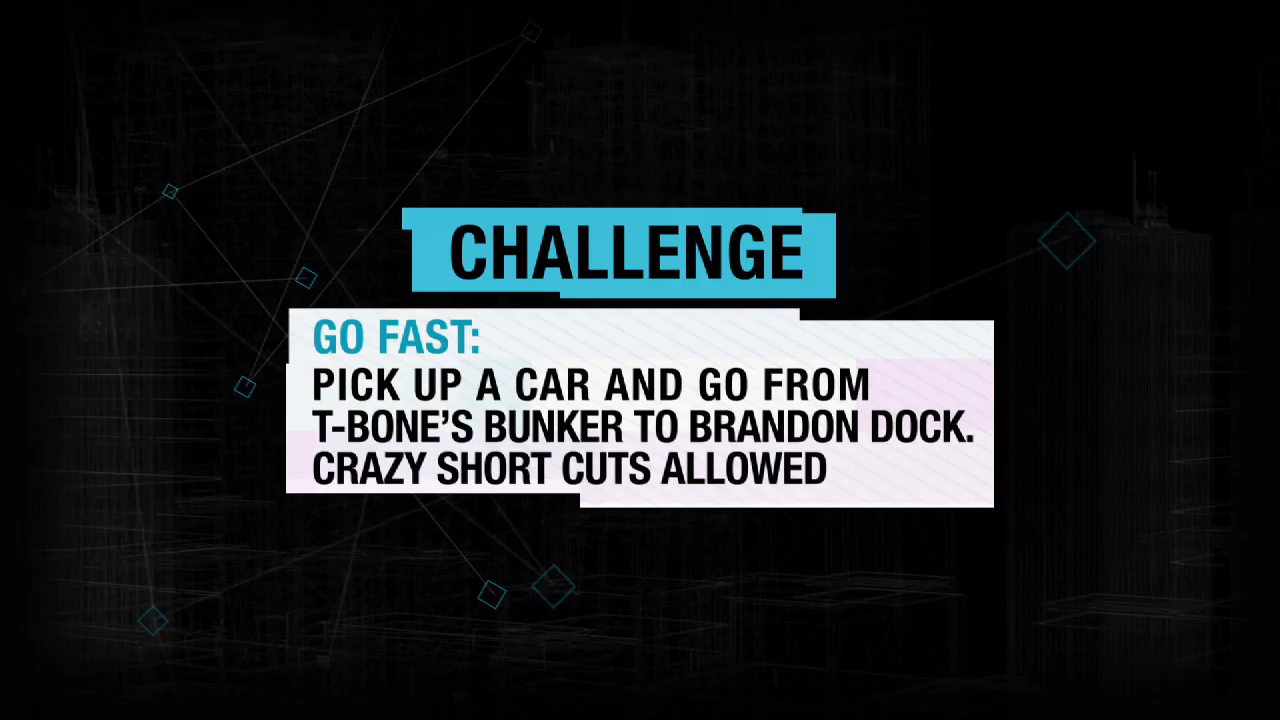 CHALLENGE
GO FAST:
PICK UP A CAR AND GO FROM
T-BONE’S BUNKER TO BRANDON DOCK.
CRAZY SHORT CUTS ALLOWED